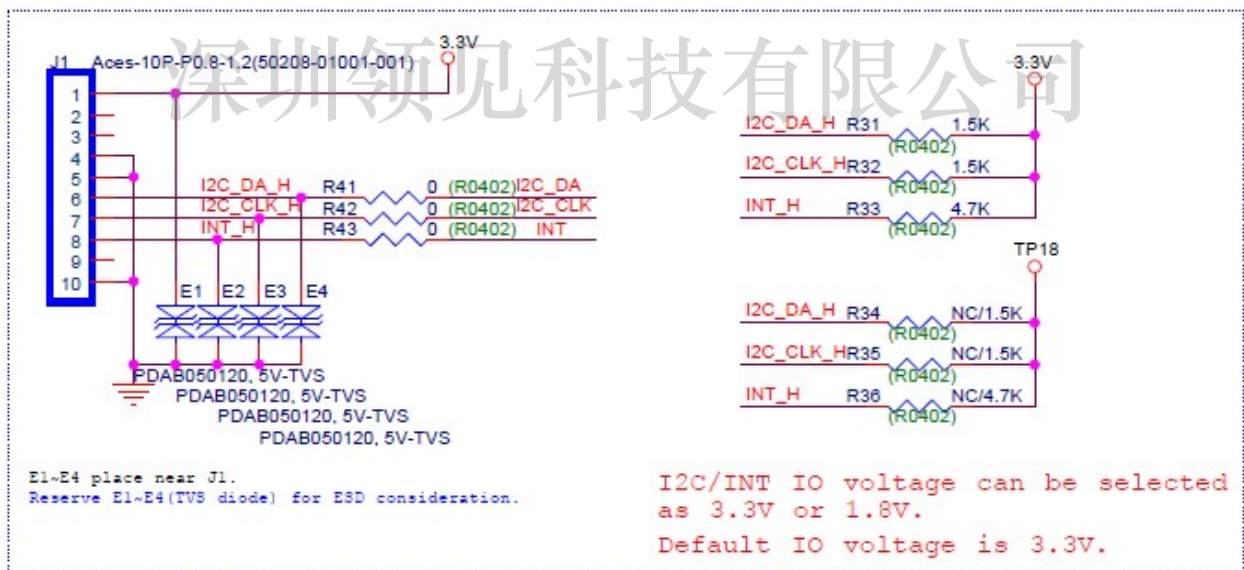 深圳领见科技有限公司
J1 Aces-10P-P0.8-1,2(50208-01001-001)
3.3V
1
2
3
4
5
6
7
8
9
10
I2C_DA_H R41 0 (R0402) I2C_DA
I2C_CLK_H R42 0 (R0402) I2C_CLK
INT_H R43 0 (R0402) INT
E1 E2 E3 E4
PDAB050120, 5V-TVS
PDAB050120, 5V-TVS
PDAB050120, 5V-TVS
PDAB050120, 5V-TVS
E1~E4 place near J1.
Reserve E1~E4(TVS diode) for ESD consideration.
3.3V
I2C_DA_H R31 1.5K
(R0402)
I2C_CLK_H R32 1.5K
(R0402)
INT_H R33 4.7K
(R0402)
TP18
I2C_DA_H R34 NC/1.5K
(R0402)
I2C_CLK_H R35 NC/1.5K
(R0402)
INT_H R36 NC/4.7K
(R0402)
I2C/INT IO voltage can be selected
as 3.3V or 1.8V.
Default IO voltage is 3.3V.